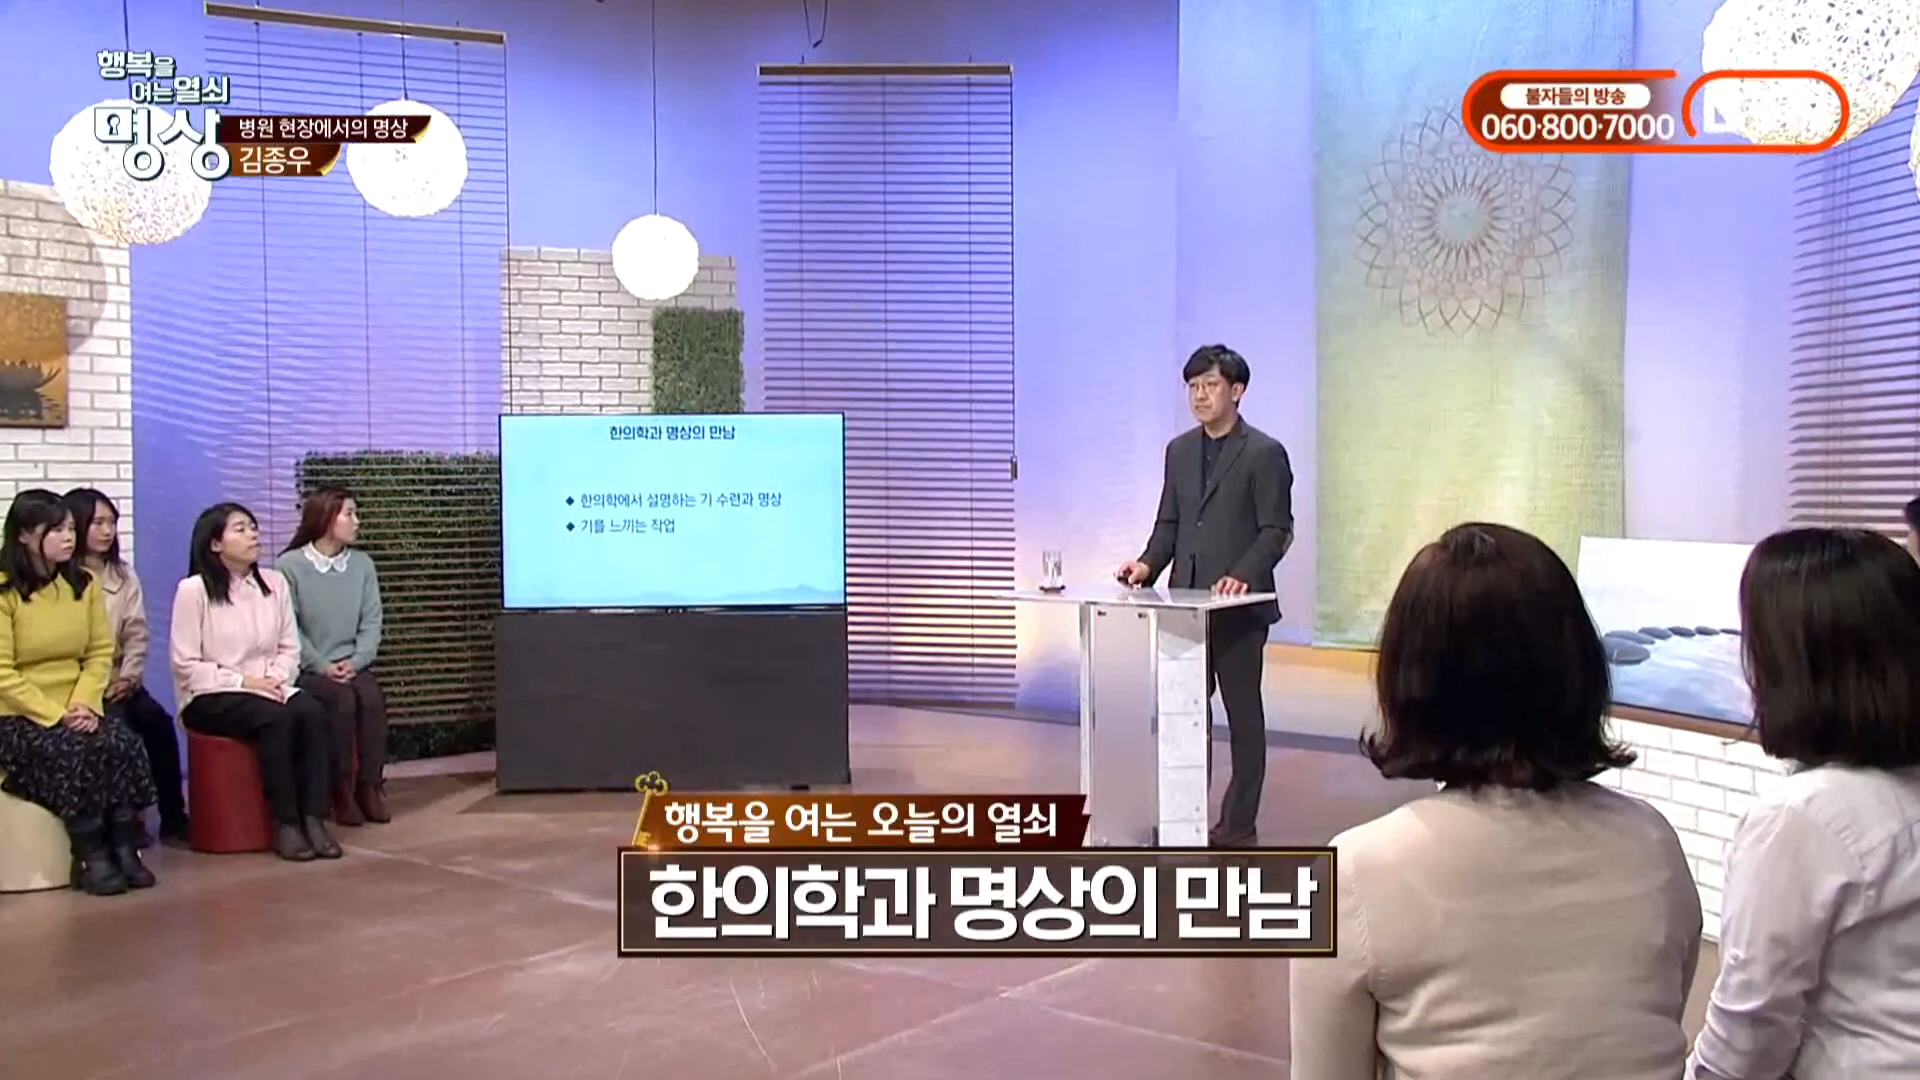 행복을
여는 열쇠
명상
병원 현장에서의 명상
김종우
불자들의 방송
060·800·7000
한의학과 명상의 만남
◆ 한의학에서 설명하는 기 수련과 명상
◆ 기를 느끼는 작업
행복을 여는 오늘의 열쇠
한의학과 명상의 만남